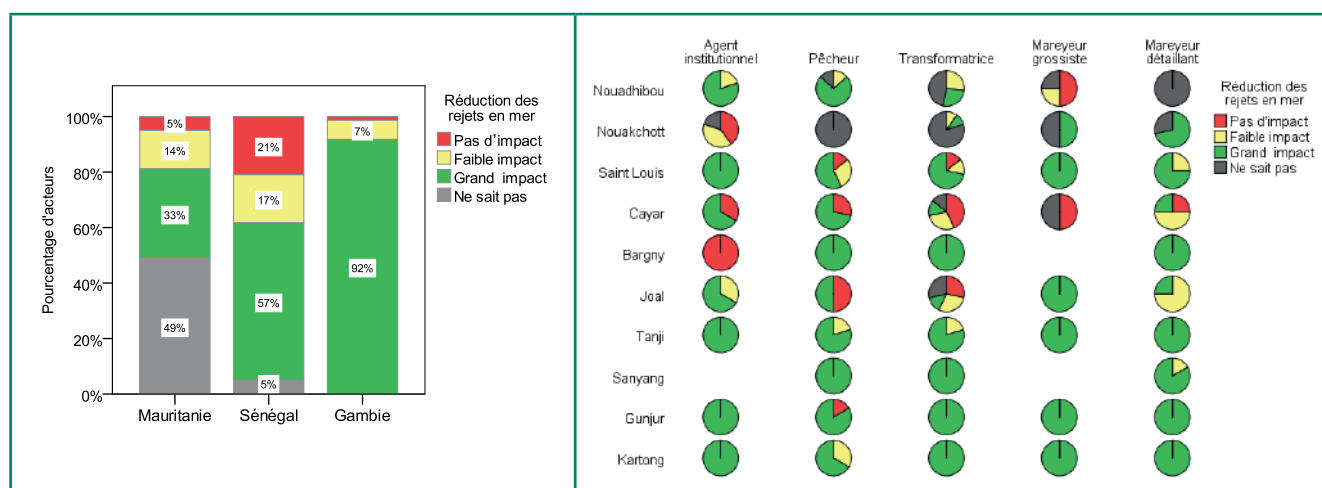 Réduction des
rejets en mer
Pas d'impact
Faible impact
Grand impact
Ne sait pas
Pourcentage d'acteurs
100%
80%
60%
40%
20%
0%
5%
14%
33%
49%
21%
17%
57%
5%
7%
92%
Mauritanie Sénégal Gambie
Agent
institutionnel
Pêcheur
Transformatrice
Mareyeur
grossiste
Mareyeur
détaillant
Réduction des
rejets en mer
Pas d'impact
Faible impact
Grand impact
Ne sait pas
Nouadhibou
Nouakchott
Saint Louis
Cayar
Bargny
Joal
Tanji
Sanyang
Gunjur
Kartong